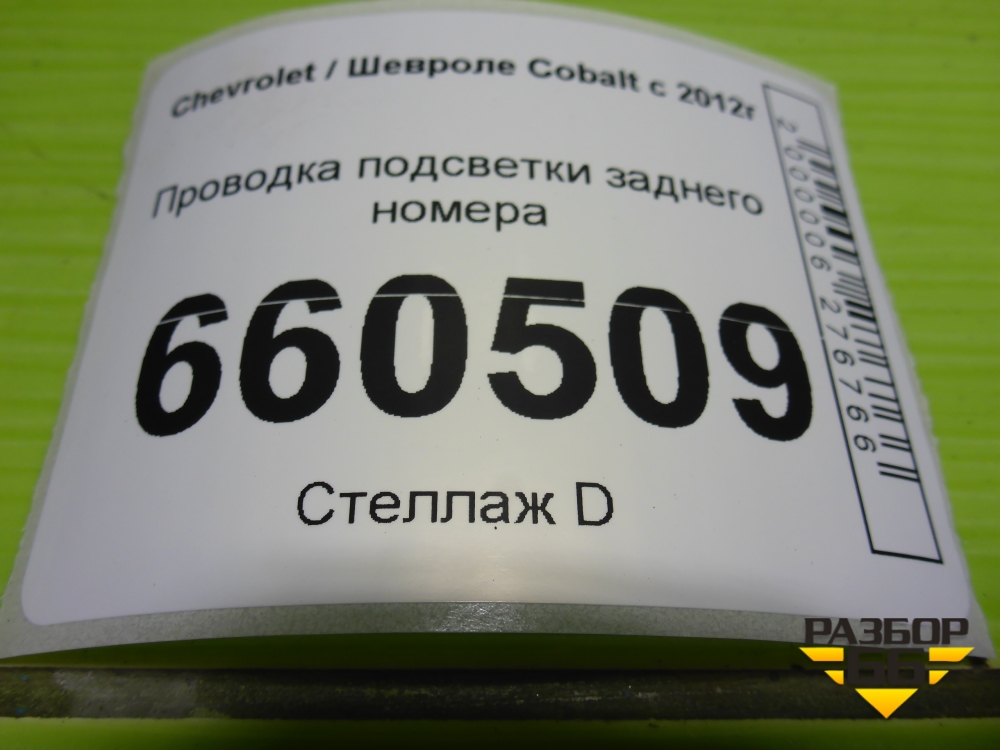 Chevrolet / Шевроле Cobalt с 2012г
Проводка подсветки заднего
номера
660509
Стеллаж D
2000006276766
РАЗБОР
66